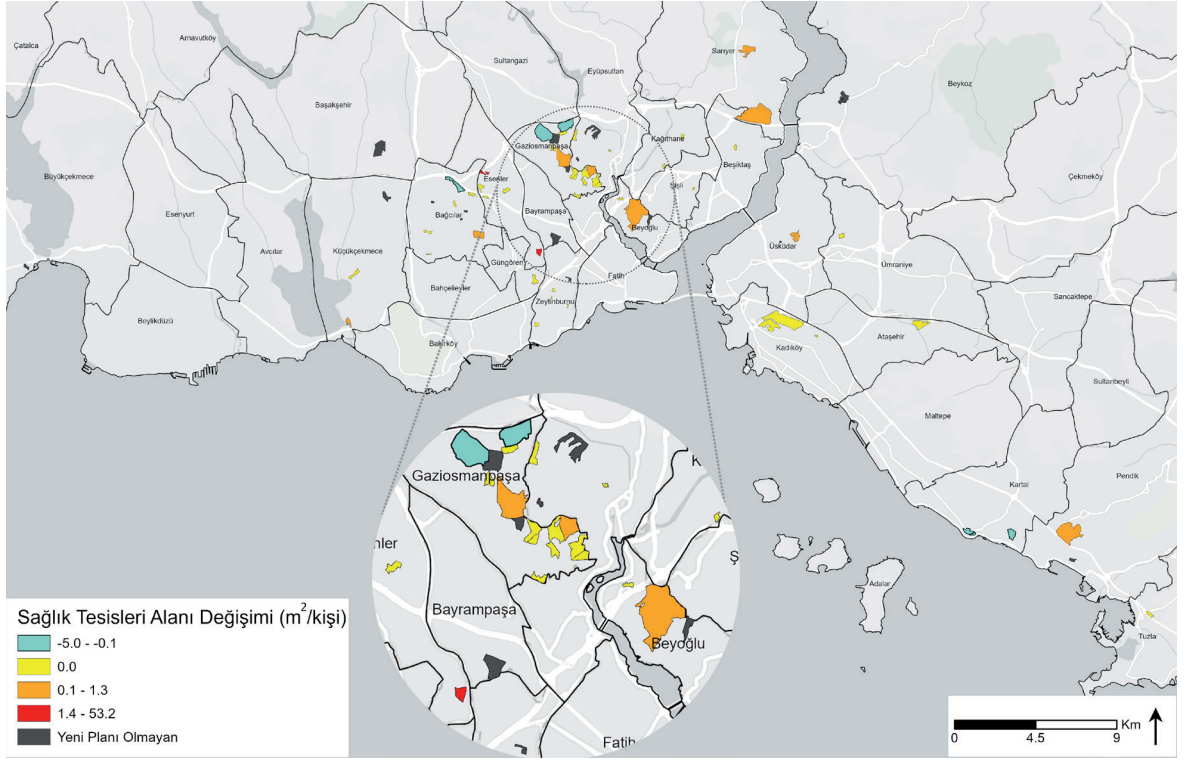 Çatalca
Arnavutköy
Sultangazi
Eyüpsultan
Sarıyer
Beykoz
Başakşehir
Gaziosmanpaşa
Kağıthane
Büyükçekmece
Esenler
Beşiktaş
Şişli
Çekmeköy
Esenyurt
Bağcılar
Bayrampaşa
Beyoğlu
Avcılar
Küçükçekmece
Üsküdar
Güngören
Fatih
Ümraniye
Bahçelievler
Zeytinburnu
Sancaktepe
Beylikdüzü
Bakırköy
Kadıköy
Ataşehir
Sultanbeyli
Maltepe
Kartal
Pendik
Adalar
Tuzla
Gaziosmanpaşa
K
nler
Ş
Bayrampaşa
Beyoğlu
Fatih
Sağlık Tesisleri Alanı Değişimi (m²/kişi)
-5.0 - -0.1
0.0
0.1 - 1.3
1.4 - 53.2
Yeni Planı Olmayan
Km
0 4.5 9